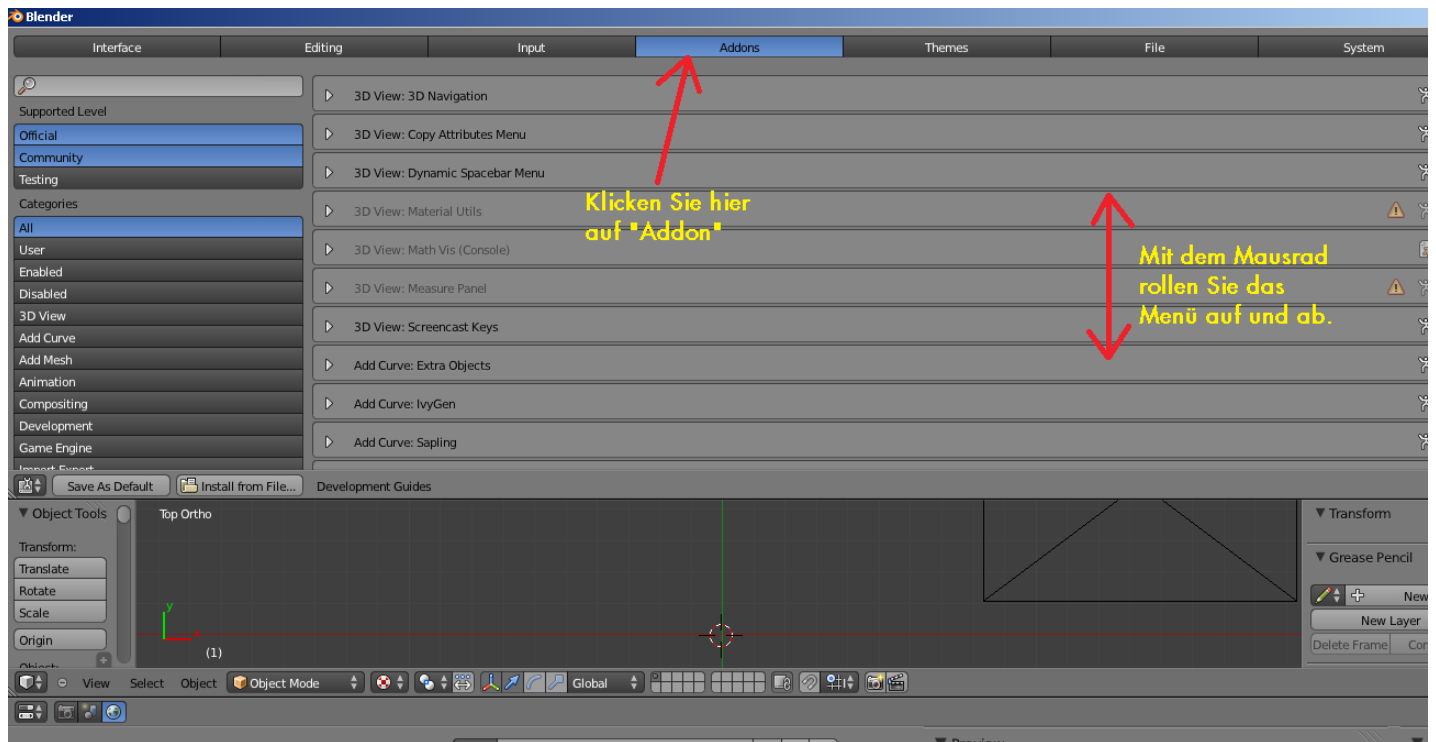 Blender
Interface Editing Input Addons Themes File System
Supported Level
Official
Community
Testing
Categories
All
User
Enabled
Disabled
3D View
Add Curve
Add Mesh
Animation
Compositing
Development
Game Engine
Import-Export
3D View: 3D Navigation
3D View: Copy Attributes Menu
3D View: Dynamic Spacebar Menu
3D View: Material Utils
3D View: Math Vis (Console)
3D View: Measure Panel
3D View: Screencast Keys
Add Curve: Extra Objects
Add Curve: IvyGen
Add Curve: Sapling
Klicken Sie hier
auf "Addon"
Mit dem Mausrad
rollen Sie das
Menü auf und ab.
Save As Default Install from File... Development Guides
Object Tools
Transform:
Translate
Rotate
Scale
Origin
Object:
Top Ortho
y
x
(1)
Transform
Grease Pencil
New
New Layer
Delete Frame
View Select Object Object Mode Global
Preview